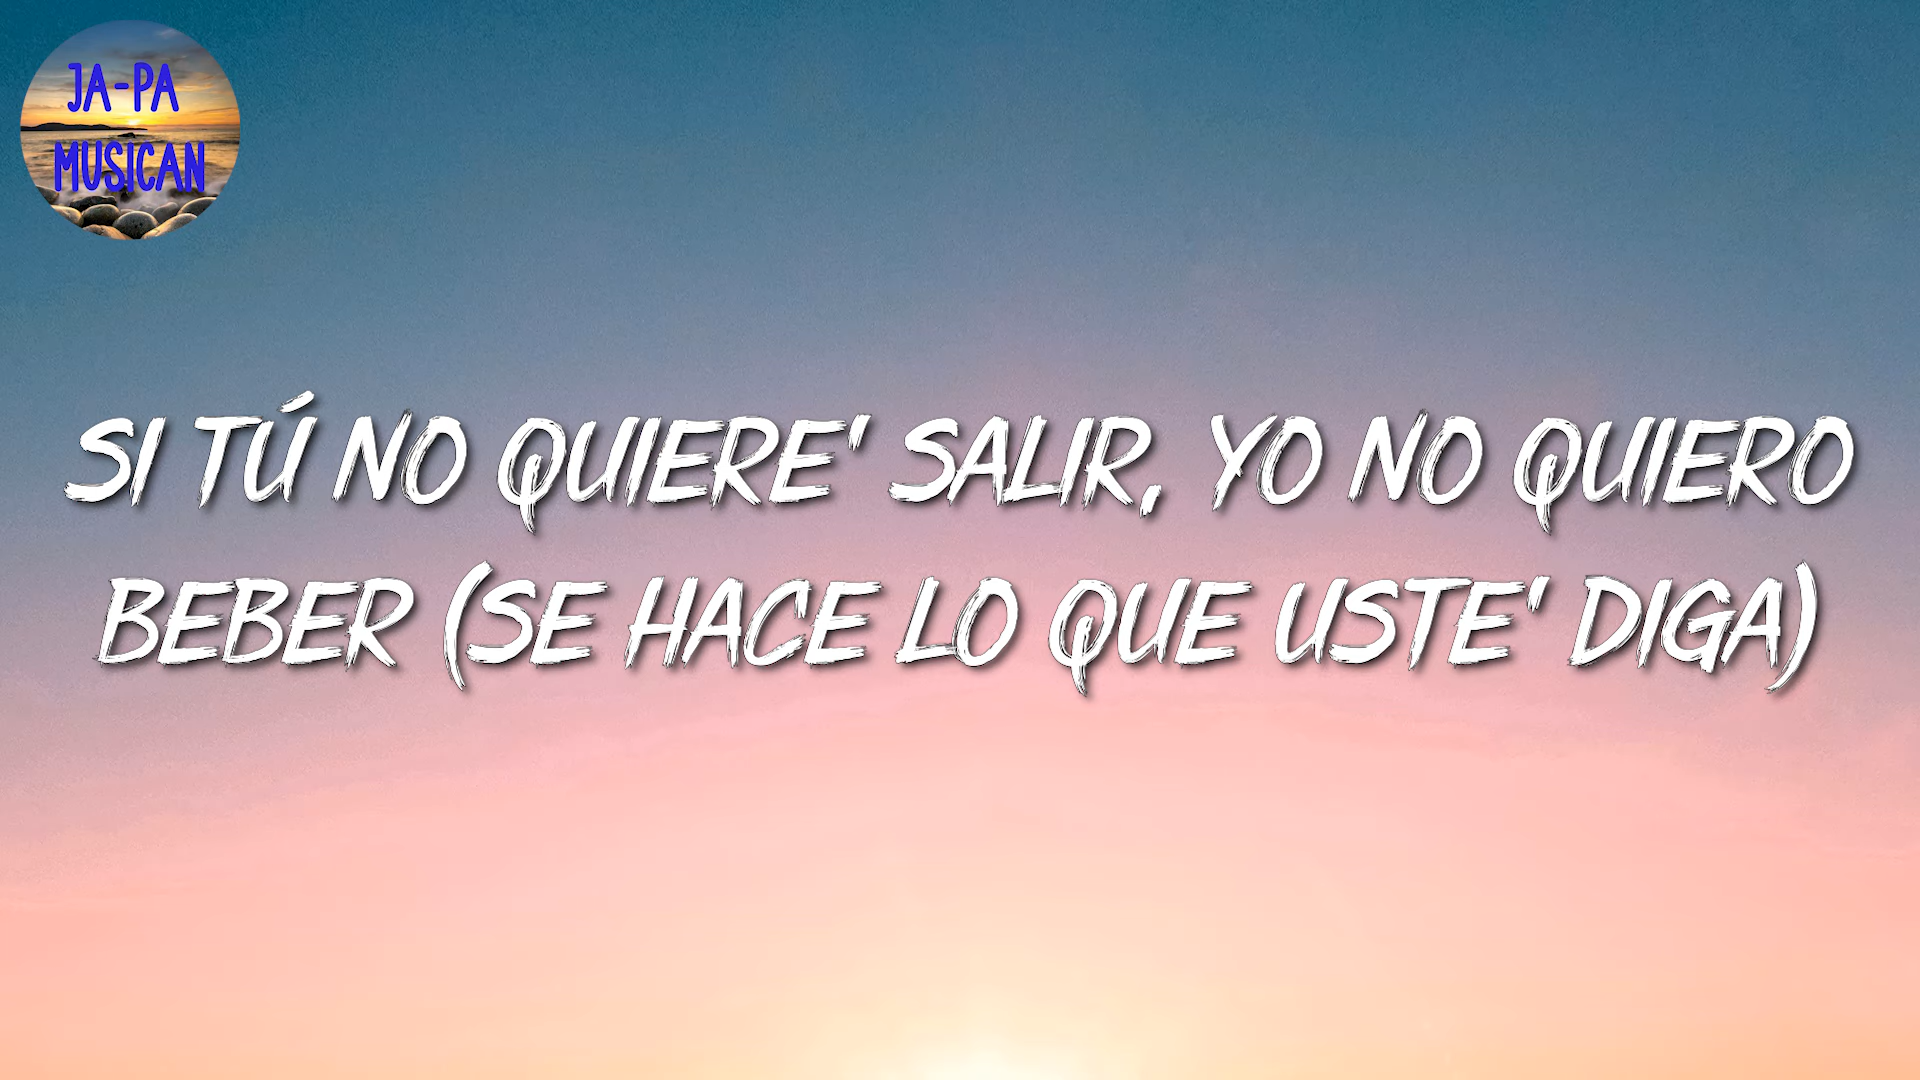 JA-PA
MUSICAN
SI TÚ NO QUIERE' SALIR, YO NO QUIERO
BEBER (SE HACE LO QUE USTE' DIGA)